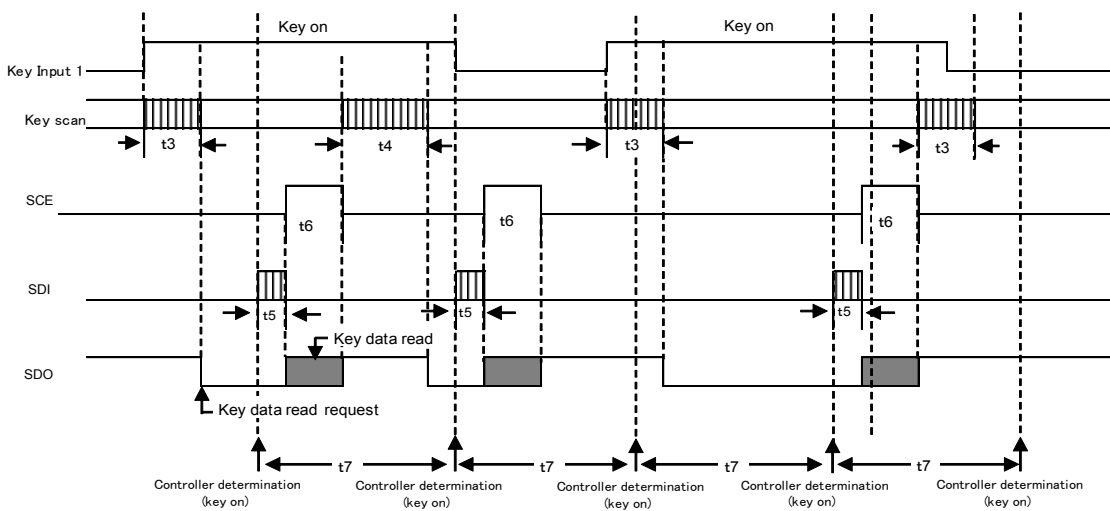 Key on
Key on
Key Input 1
Key scan
t3
t4
t3
t3
SCE
t6
t6
t6
SDI
t5
t5
t5
Key data read
SDO
Key data read request
t7
t7
t7
t7
Controller determination
(key on)
Controller determination
(key on)
Controller determination
(key on)
Controller determination
(key on)
Controller determination
(key on)